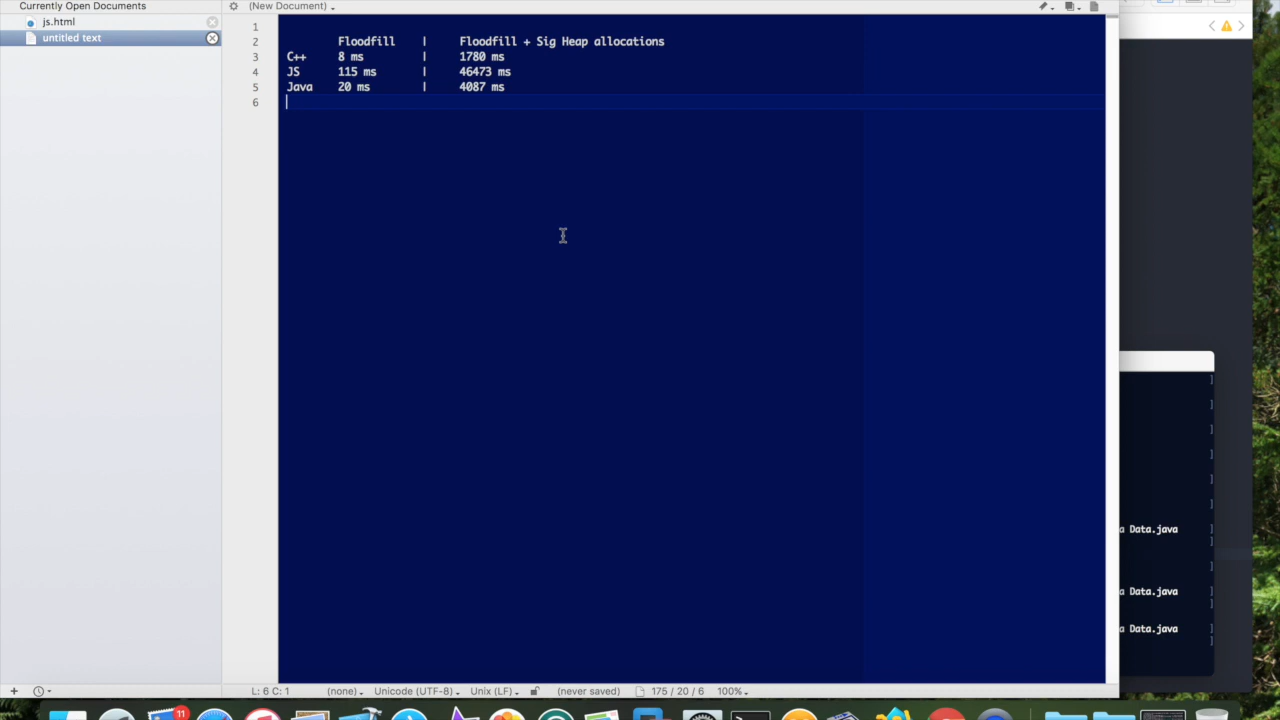 Currently Open Documents
js.html
untitled text
(New Document)
1
2 Floodfill | Floodfill + Sig Heap allocations
3 C++ 8 ms | 1780 ms
4 JS 115 ms | 46473 ms
5 Java 20 ms | 4087 ms
6
]
]
]
]
]
]
a Data.java ]
]
]
a Data.java ]
]
a Data.java ]
]
L: 6 C: 1 (none) Unicode (UTF-8) Unix (LF) (never saved) 175 / 20 / 6 100%
11